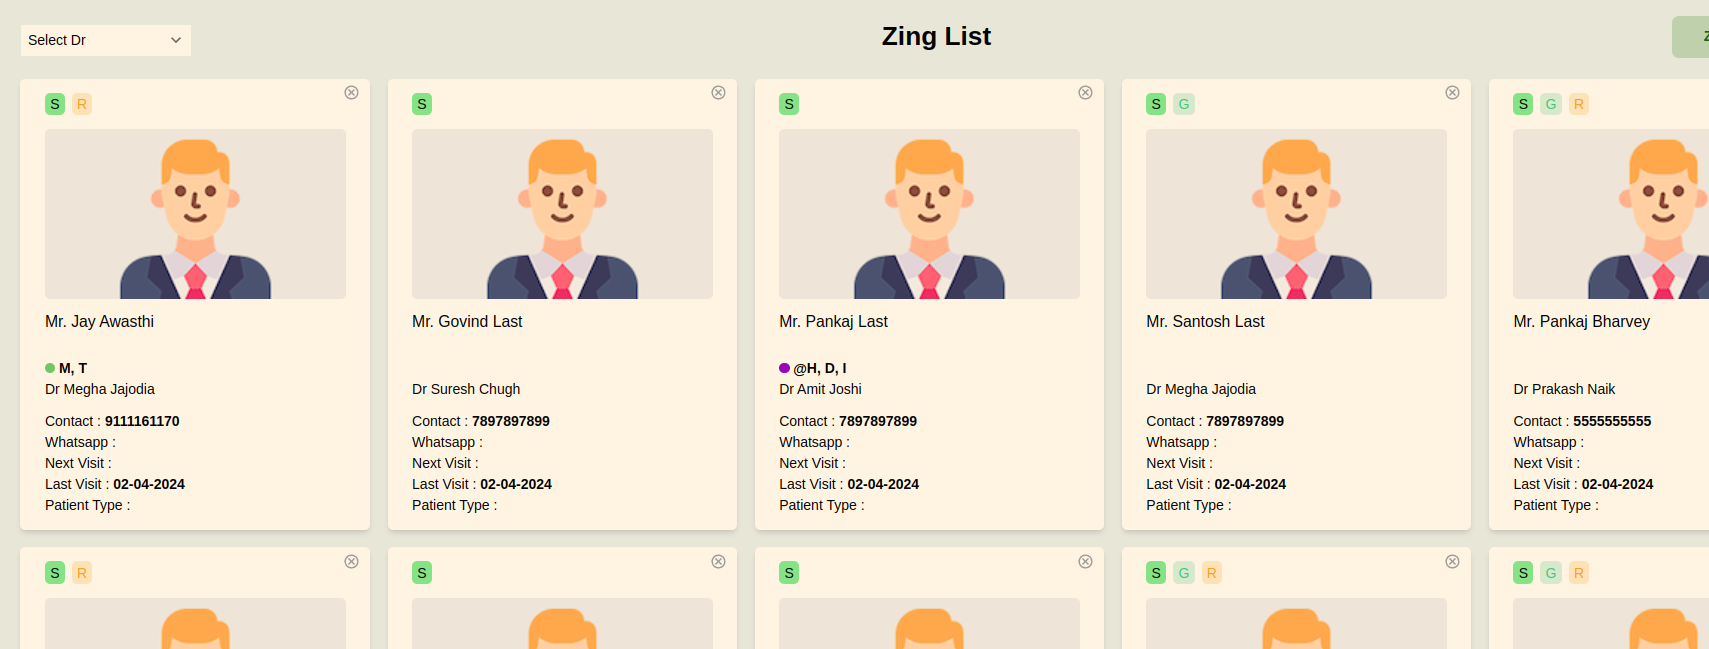 Select Dr
Zing List
Z
S R
S
S
S G
S G R
Mr. Jay Awasthi
Mr. Govind Last
Mr. Pankaj Last
Mr. Santosh Last
Mr. Pankaj Bharvey
M, T
@H, D, I
Dr Megha Jajodia
Dr Suresh Chugh
Dr Amit Joshi
Dr Megha Jajodia
Dr Prakash Naik
Contact : 9111161170
Whatsapp :
Next Visit :
Last Visit : 02-04-2024
Patient Type :
Contact : 7897897899
Whatsapp :
Next Visit :
Last Visit : 02-04-2024
Patient Type :
Contact : 7897897899
Whatsapp :
Next Visit :
Last Visit : 02-04-2024
Patient Type :
Contact : 7897897899
Whatsapp :
Next Visit :
Last Visit : 02-04-2024
Patient Type :
Contact : 5555555555
Whatsapp :
Next Visit :
Last Visit : 02-04-2024
Patient Type :
S R
S
S
S G R
S G R